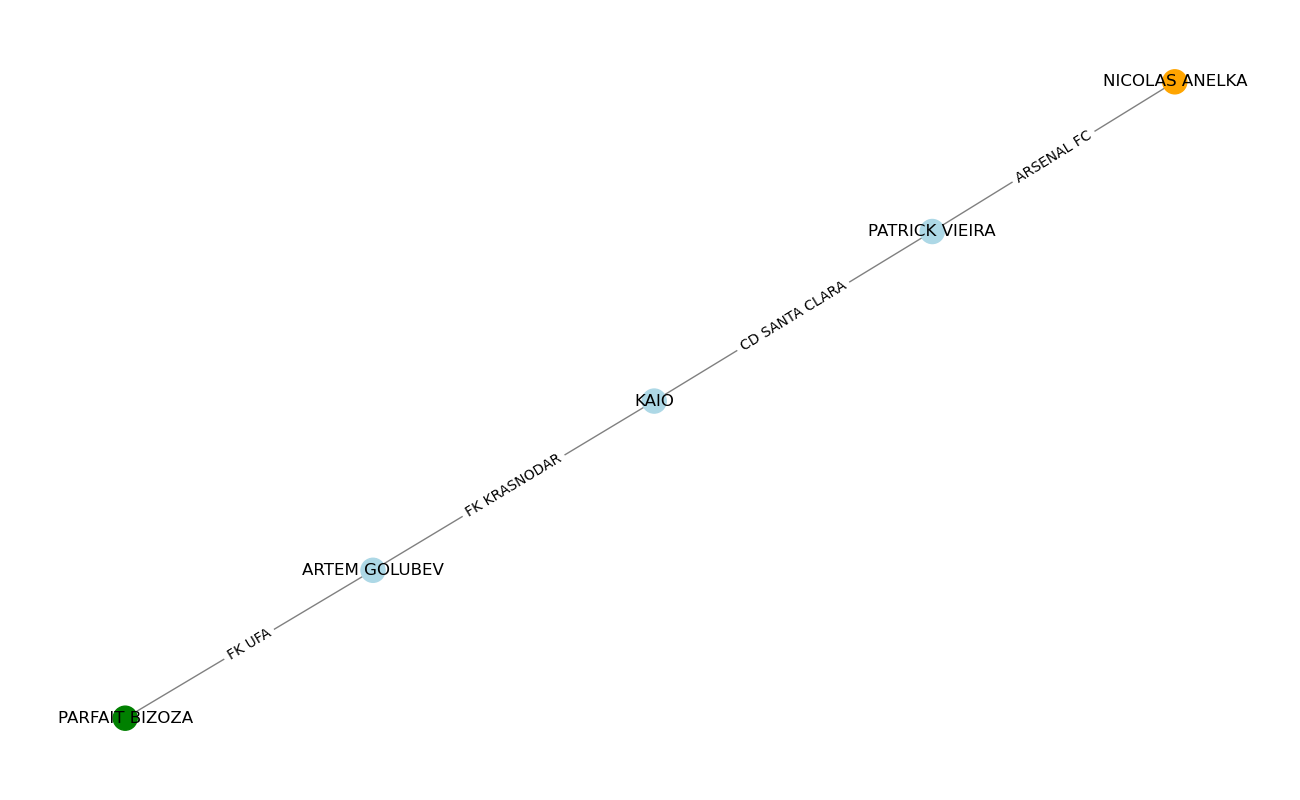 NICOLAS ANELKA
ARSENAL FC
PATRICK VIEIRA
CD SANTA CLARA
KAIO
FK KRASNODAR
ARTEM GOLUBEV
FK UFA
PARFAIT BIZOZA